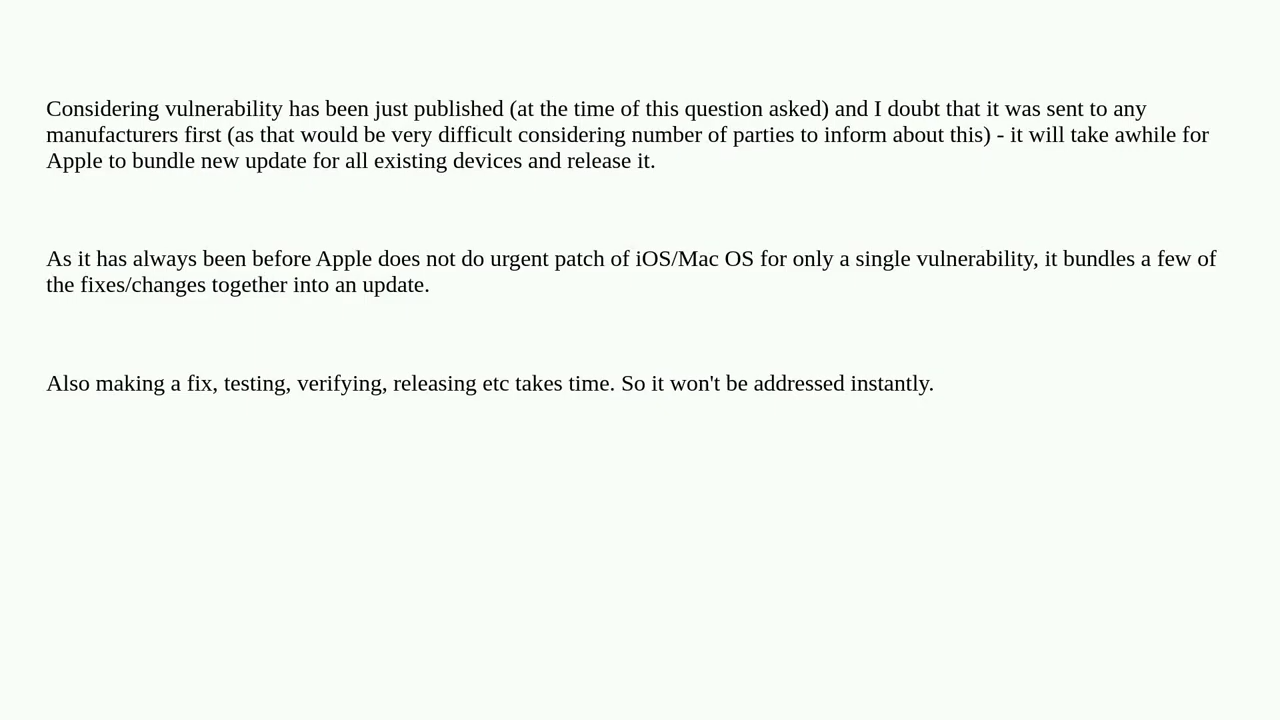 Considering vulnerability has been just published (at the time of this question asked) and I doubt that it was sent to any
manufacturers first (as that would be very difficult considering number of parties to inform about this) - it will take awhile for
Apple to bundle new update for all existing devices and release it.
As it has always been before Apple does not do urgent patch of iOS/Mac OS for only a single vulnerability, it bundles a few of
the fixes/changes together into an update.
Also making a fix, testing, verifying, releasing etc takes time. So it won't be addressed instantly.